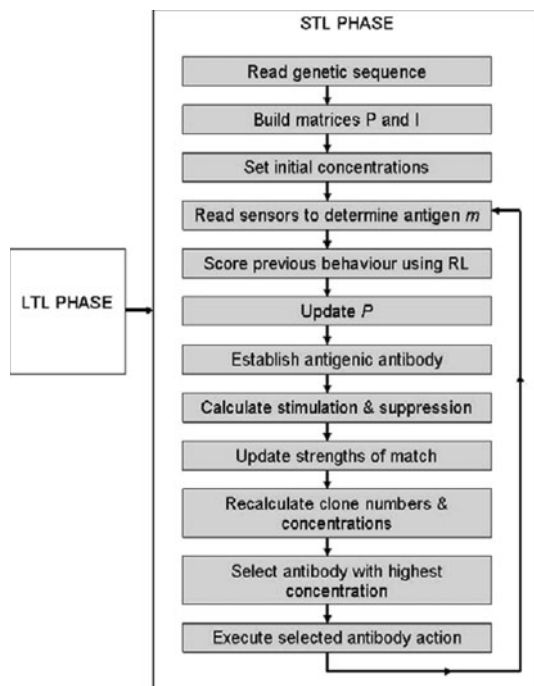 STL PHASE
Read genetic sequence
Build matrices P and I
Set initial concentrations
Read sensors to determine antigen m
Score previous behaviour using RL
LTL PHASE
Update P
Establish antigenic antibody
Calculate stimulation & suppression
Update strengths of match
Recalculate clone numbers &
concentrations
Select antibody with highest
concentration
Execute selected antibody action